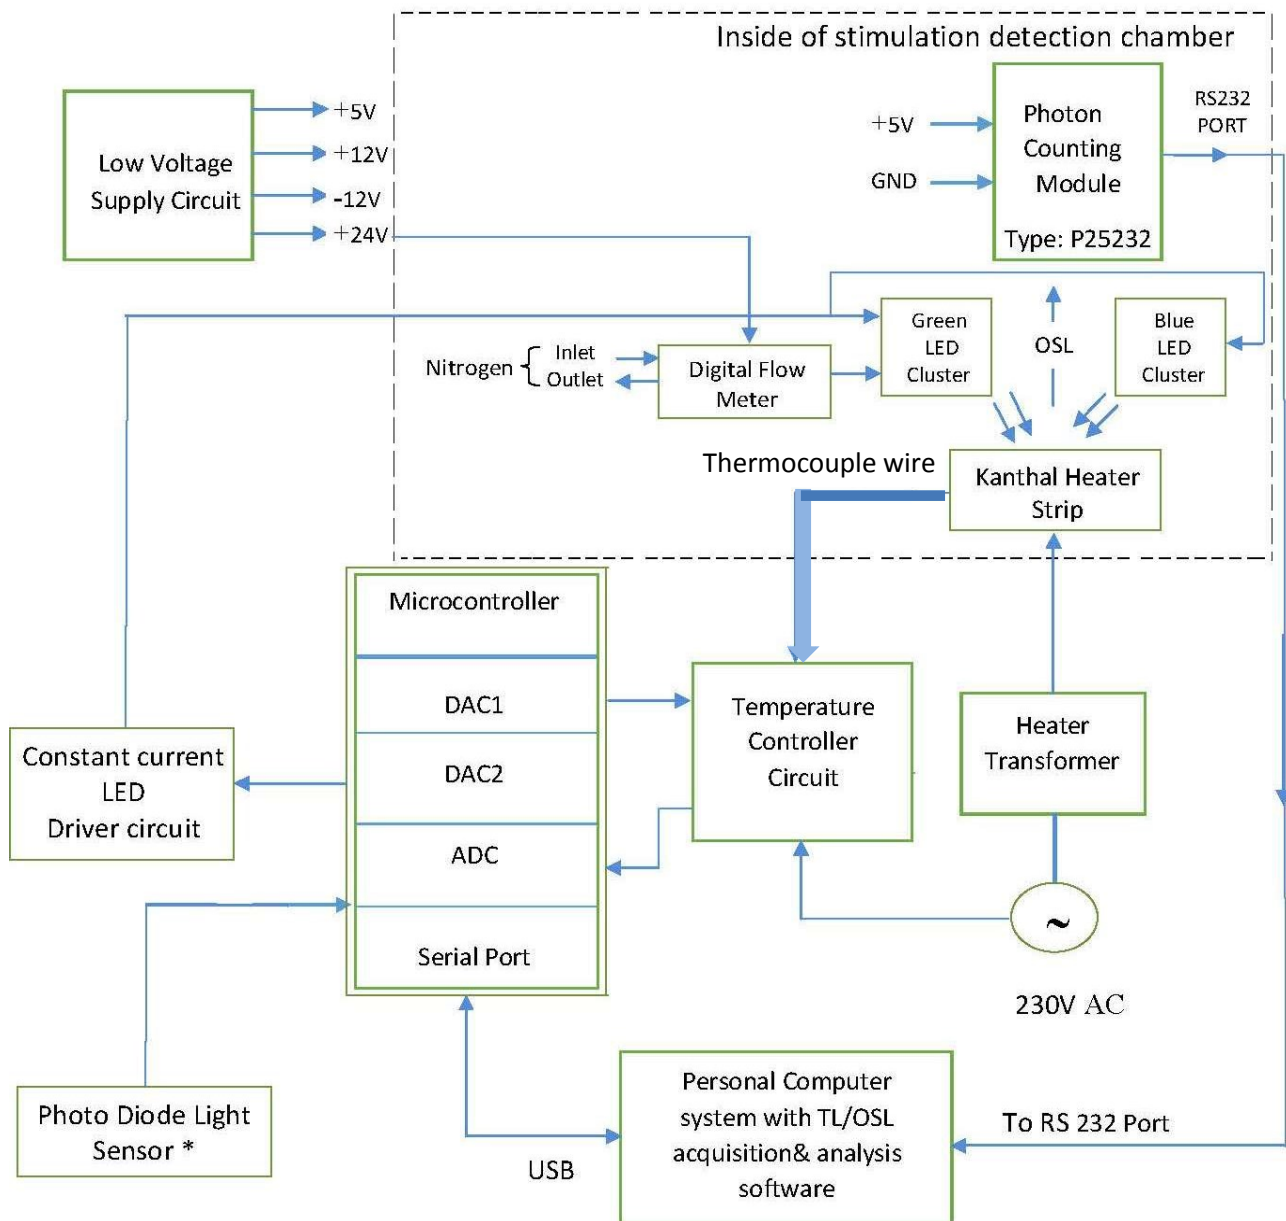 Inside of stimulation detection chamber
Low Voltage
Supply Circuit
+5V
+12V
-12V
+24V
+5V
GND
Photon
Counting
Module
Type: P25232
RS232
PORT
Nitrogen { Inlet
Outlet
Digital Flow
Meter
Green
LED
Cluster
OSL
Blue
LED
Cluster
Thermocouple wire
Kanthal Heater
Strip
Microcontroller
DAC1
DAC2
ADC
Serial Port
Constant current
LED
Driver circuit
Temperature
Controller
Circuit
Heater
Transformer
~
230V AC
Photo Diode Light
Sensor *
USB
Personal Computer
system with TL/OSL
acquisition& analysis
software
To RS 232 Port